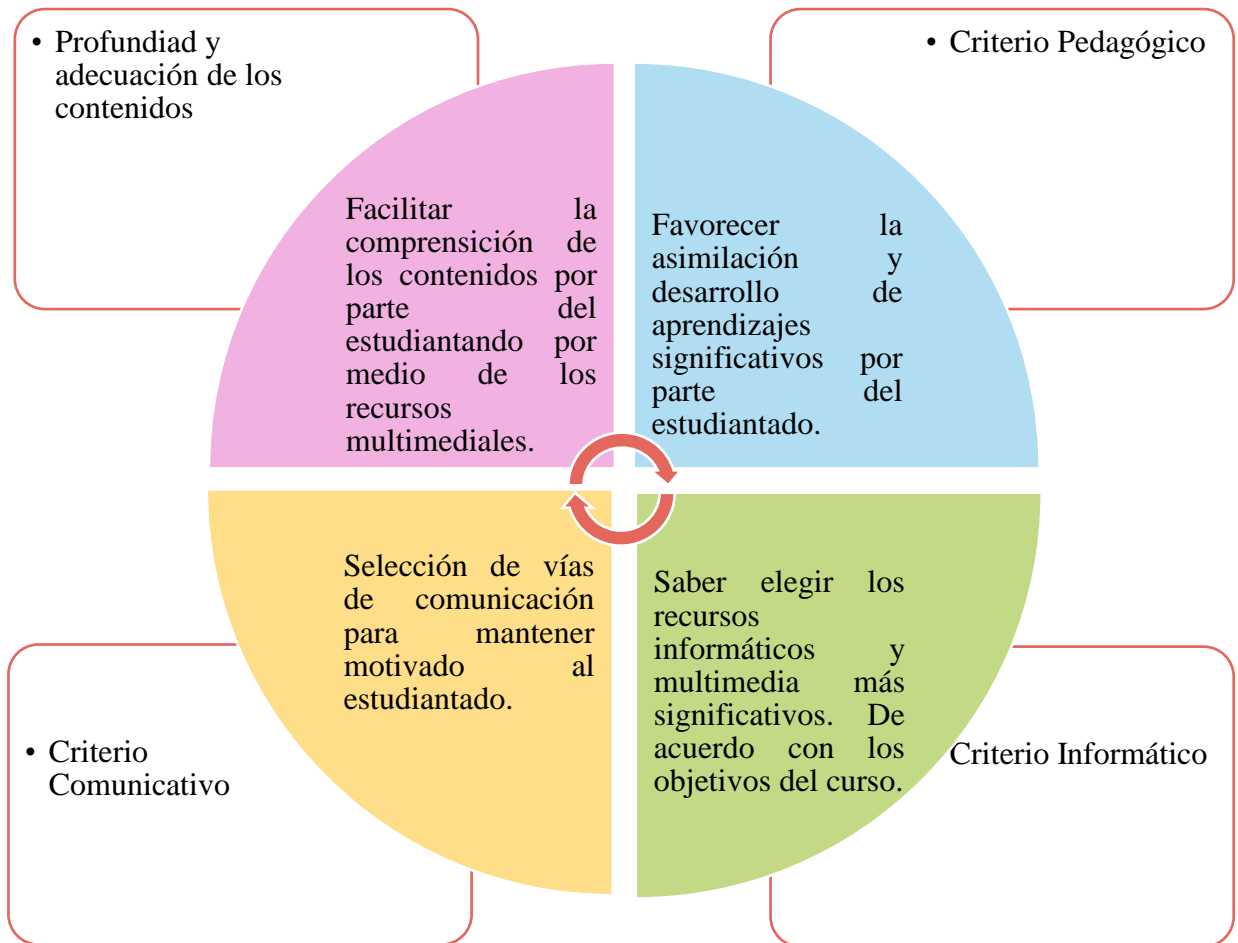 • Profundiad y
adecuación de los
contenidos
• Criterio Pedagógico
Facilitar la
comprensición de
los contenidos por
parte del
estudiantando por
medio de los
recursos
multimediales.
Favorecer la
asimilación y
desarrollo de
aprendizajes
significativos por
parte del
estudiantado.
Selección de vías
de comunicación
para mantener
motivado al
estudiantado.
Saber elegir los
recursos
informáticos y
multimedia más
significativos. De
acuerdo con los
objetivos del curso.
• Criterio
Comunicativo
Criterio Informático